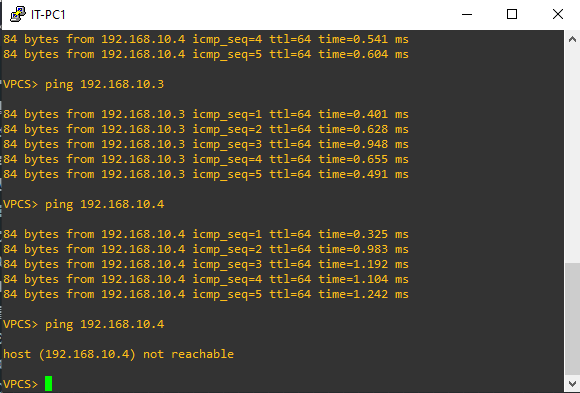 IT-PC1
84 bytes from 192.168.10.4 icmp_seq=4 ttl=64 time=0.541 ms
84 bytes from 192.168.10.4 icmp_seq=5 ttl=64 time=0.604 ms
VPCS> ping 192.168.10.3
84 bytes from 192.168.10.3 icmp_seq=1 ttl=64 time=0.401 ms
84 bytes from 192.168.10.3 icmp_seq=2 ttl=64 time=0.628 ms
84 bytes from 192.168.10.3 icmp_seq=3 ttl=64 time=0.948 ms
84 bytes from 192.168.10.3 icmp_seq=4 ttl=64 time=0.655 ms
84 bytes from 192.168.10.3 icmp_seq=5 ttl=64 time=0.491 ms
VPCS> ping 192.168.10.4
84 bytes from 192.168.10.4 icmp_seq=1 ttl=64 time=0.325 ms
84 bytes from 192.168.10.4 icmp_seq=2 ttl=64 time=0.983 ms
84 bytes from 192.168.10.4 icmp_seq=3 ttl=64 time=1.192 ms
84 bytes from 192.168.10.4 icmp_seq=4 ttl=64 time=1.104 ms
84 bytes from 192.168.10.4 icmp_seq=5 ttl=64 time=1.242 ms
VPCS> ping 192.168.10.4
host (192.168.10.4) not reachable
VPCS>